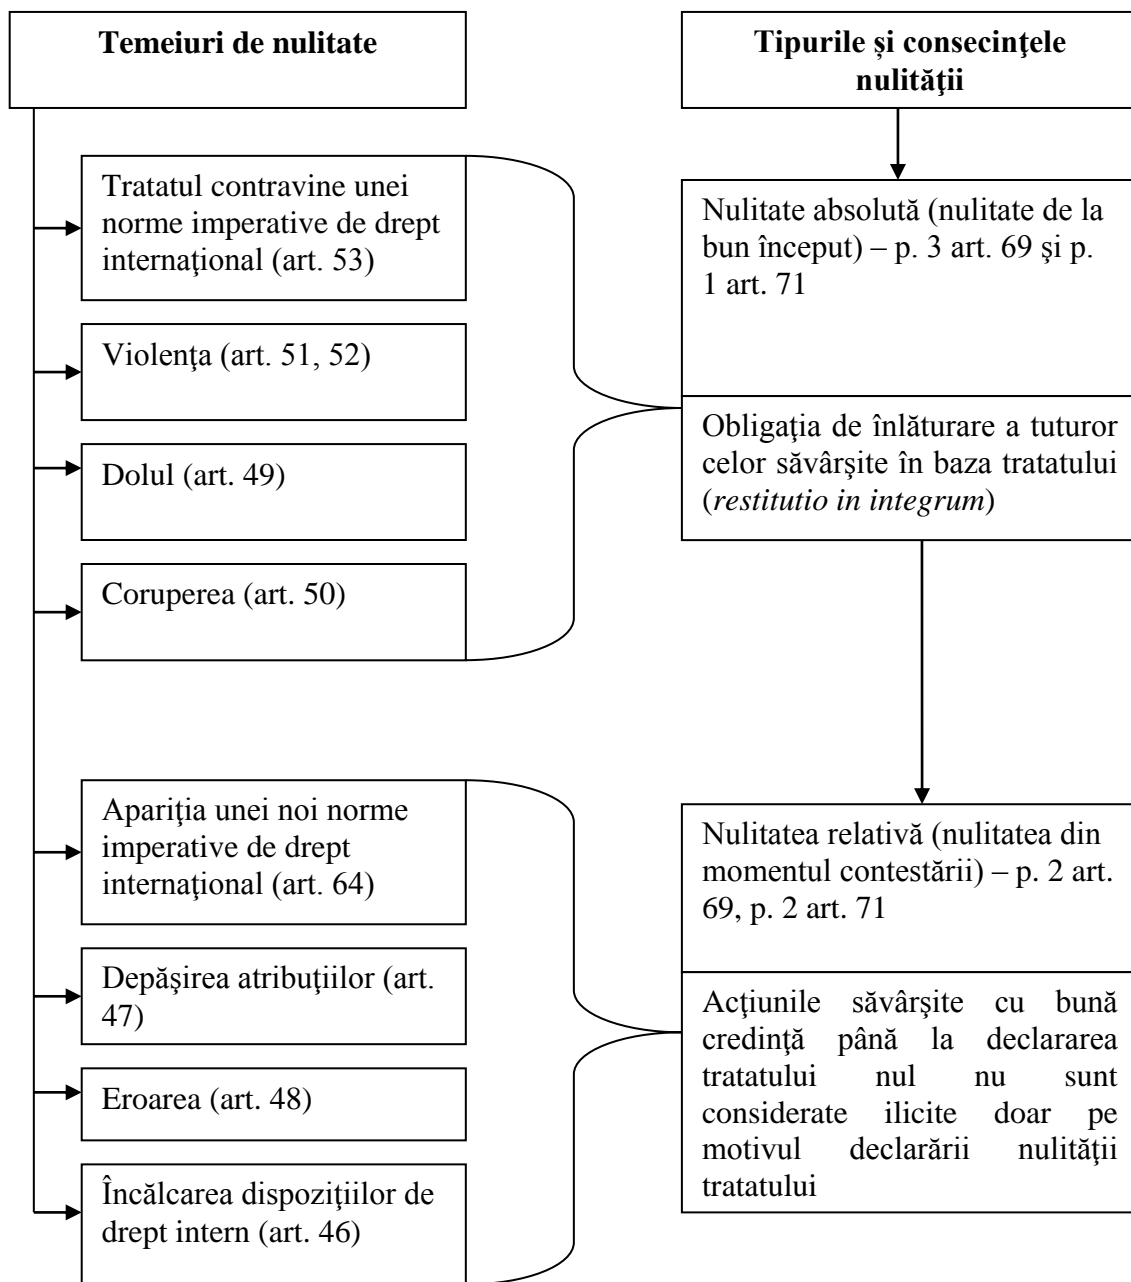 Temeiuri de nulitate
Tratatul contravine unei
norme imperative de drept
internaţional (art. 53)
Violenţa (art. 51, 52)
Dolul (art. 49)
Coruperea (art. 50)
Apariţia unei noi norme
imperative de drept
internaţional (art. 64)
Depăşirea atribuţiilor (art.
47)
Eroarea (art. 48)
Încălcarea dispoziţiilor de
drept intern (art. 46)
Tipurile și consecinţele
nulităţii
Nulitate absolută (nulitate de la
bun început) – p. 3 art. 69 şi p.
1 art. 71
Obligaţia de înlăturare a tuturor
celor săvârşite în baza tratatului
(restitutio in integrum)
Nulitatea relativă (nulitatea din
momentul contestării) – p. 2 art.
69, p. 2 art. 71
Acţiunile săvârşite cu bună
credinţă până la declararea
tratatului nul nu sunt
considerate ilicite doar pe
motivul declarării nulităţii
tratatului